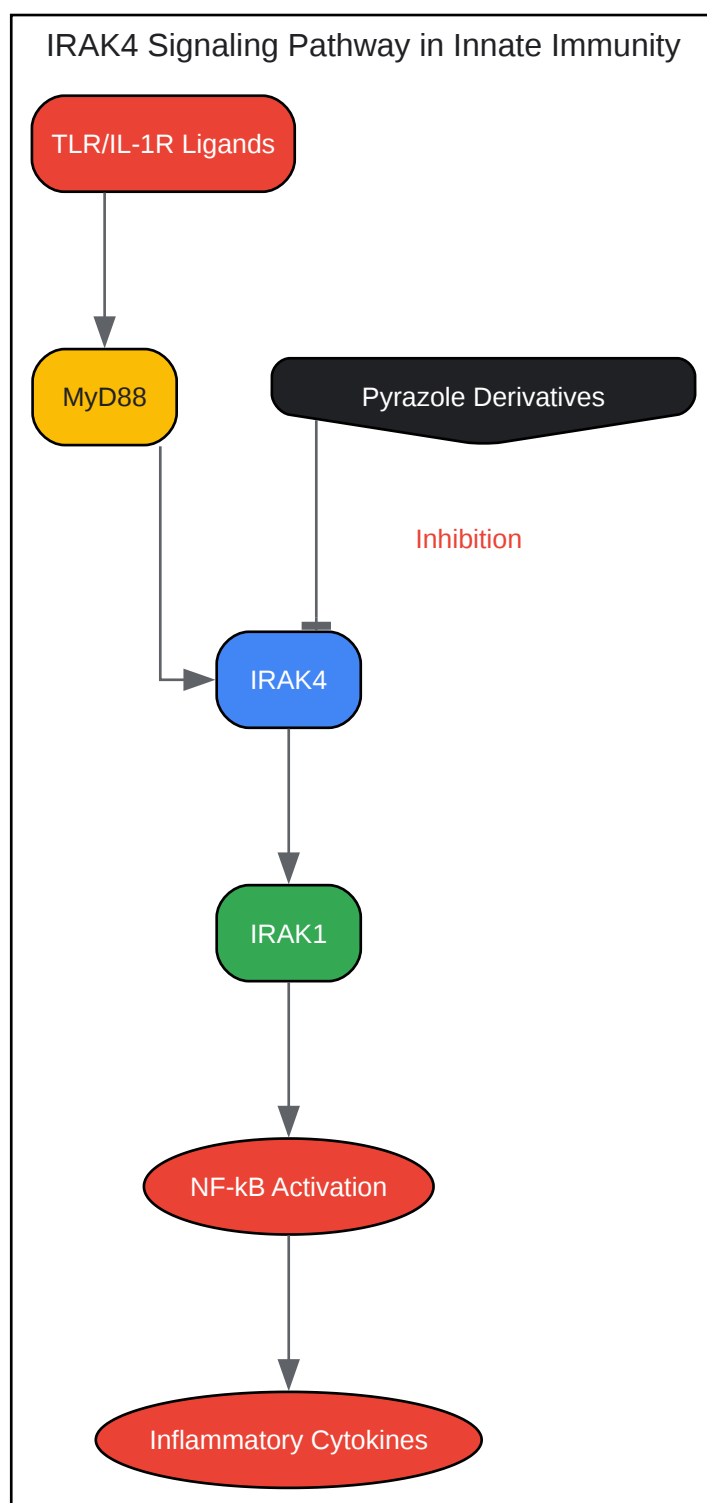 IRAK4 Signaling Pathway in Innate Immunity
TLR/IL-1R Ligands
MyD88
Pyrazole Derivatives
Inhibition
IRAK4
IRAK1
NF-kB Activation
Inflammatory Cytokines